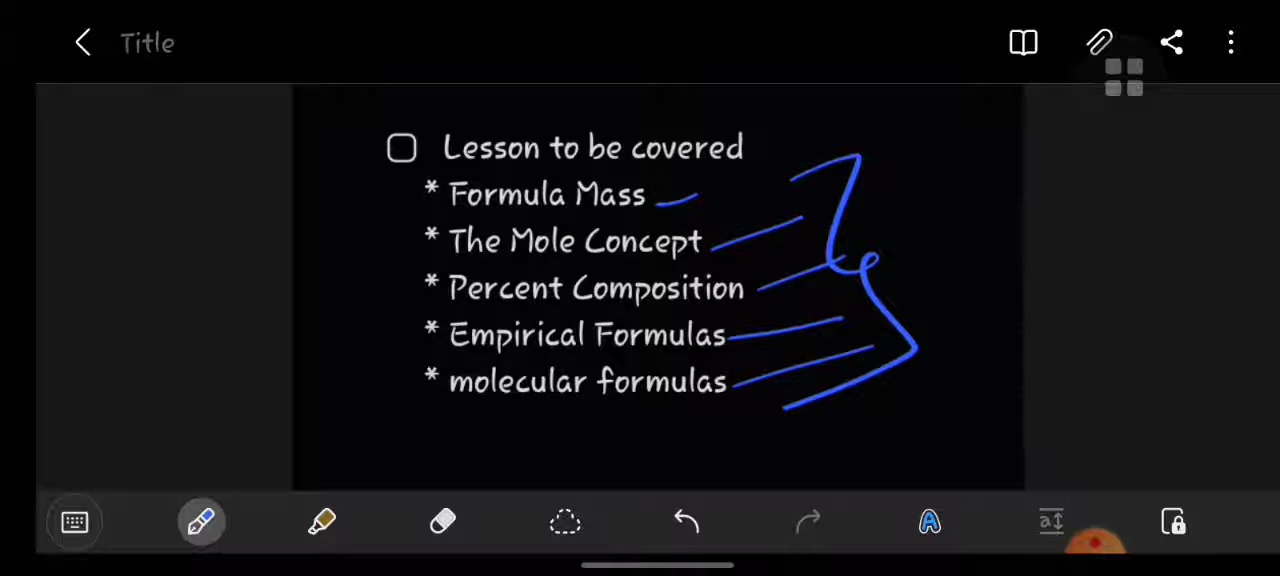 Title
Lesson to be covered
* Formula Mass
* The Mole Concept
* Percent Composition
* Empirical Formulas
* molecular formulas
A
a